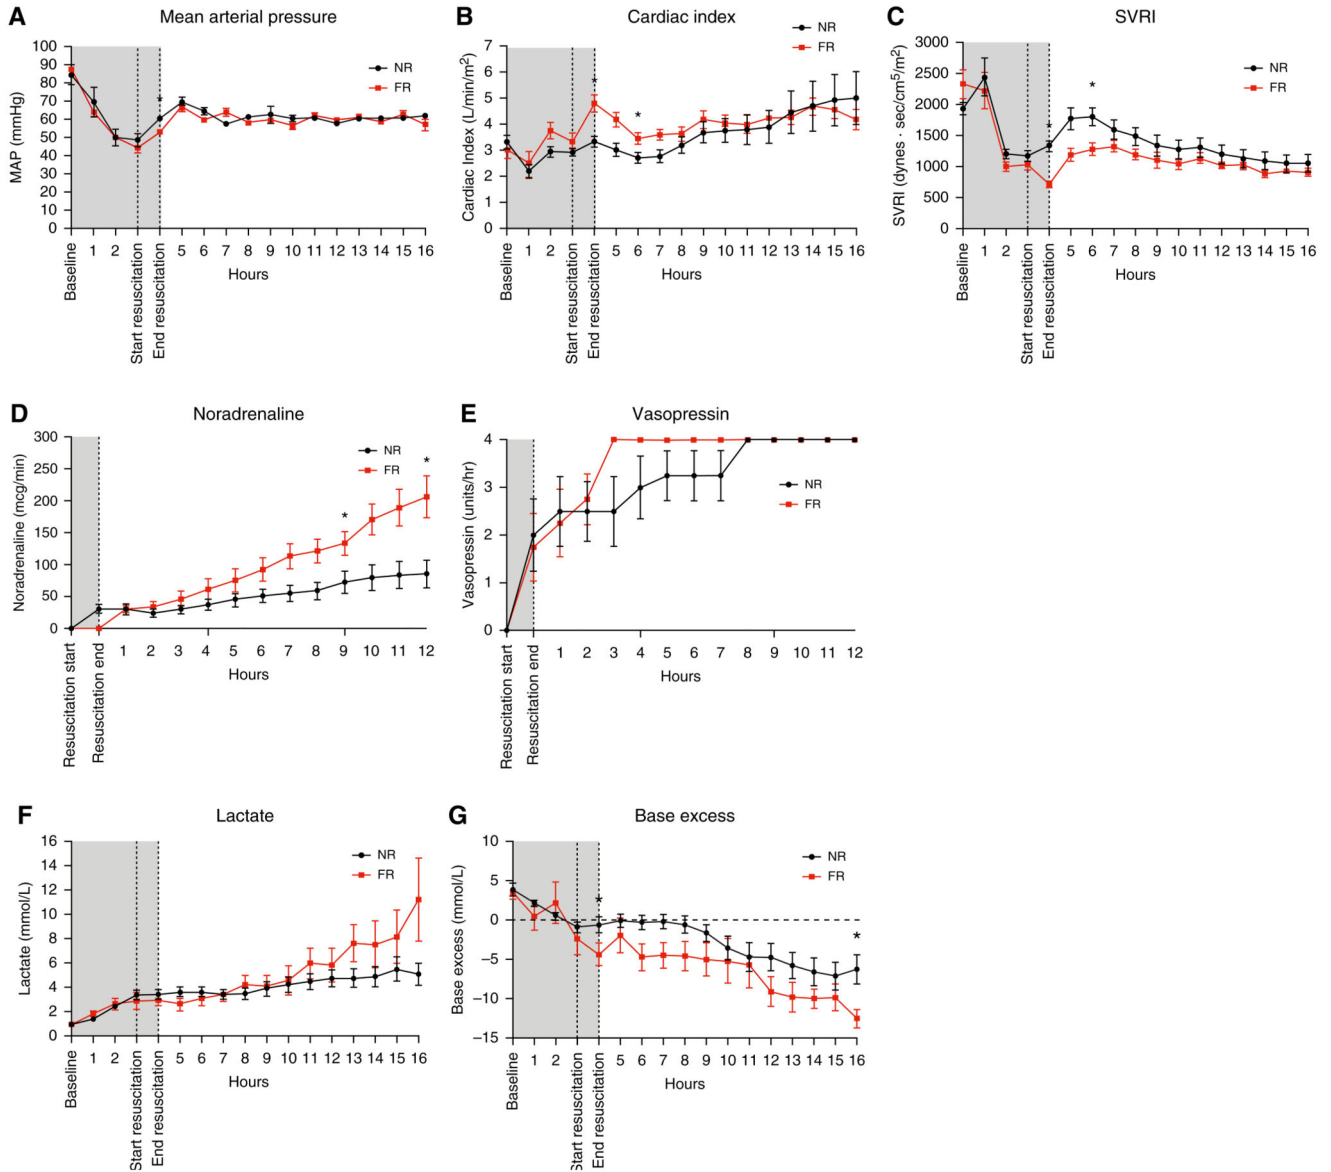 A Mean arterial pressure
MAP (mmHg)
100
90
80
70
60
50
40
30
20
10
0
NR
FR
*
Baseline 1 2 Start resuscitation End resuscitation 5 6 7 8 9 10 11 12 13 14 15 16
Hours
B Cardiac index
Cardiac Index (L/min/m²)
7
6
5
4
3
2
1
0
NR
FR
* *
Baseline 1 2 Start resuscitation End resuscitation 5 6 7 8 9 10 11 12 13 14 15 16
Hours
C SVRI
SVRI (dynes · sec/cm⁵/m²)
3000
2500
2000
1500
1000
500
0
NR
FR
* *
Baseline 1 2 Start resuscitation End resuscitation 5 6 7 8 9 10 11 12 13 14 15 16
Hours
D Noradrenaline
Noradrenaline (mcg/min)
300
250
200
150
100
50
0
NR
FR
* *
Resuscitation start Resuscitation end 1 2 3 4 5 6 7 8 9 10 11 12
Hours
E Vasopressin
Vasopressin (units/hr)
4
3
2
1
0
NR
FR
Resuscitation start Resuscitation end 1 2 3 4 5 6 7 8 9 10 11 12
Hours
F Lactate
Lactate (mmol/L)
16
14
12
10
8
6
4
2
0
NR
FR
Baseline 1 2 Start resuscitation End resuscitation 5 6 7 8 9 10 11 12 13 14 15 16
Hours
G Base excess
Base excess (mmol/L)
10
5
0
−5
−10
−15
NR
FR
* *
Baseline 1 2 Start resuscitation End resuscitation 5 6 7 8 9 10 11 12 13 14 15 16
Hours